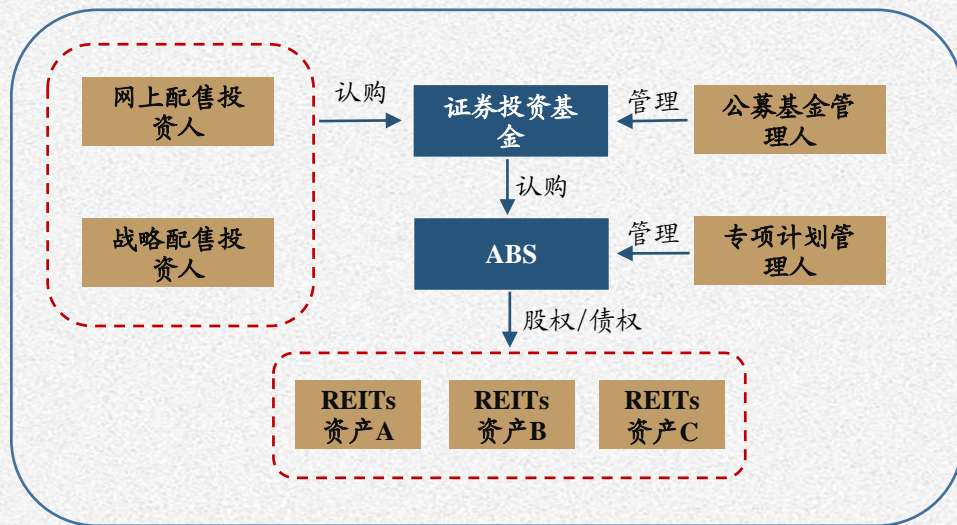 网上配售投
资人
认购
证券投资基
金
管理
公募基金管
理人
认购
战略配售投
资人
ABS
管理
专项计划管
理人
股权/债权
REITs
资产A
REITs
资产B
REITs
资产C